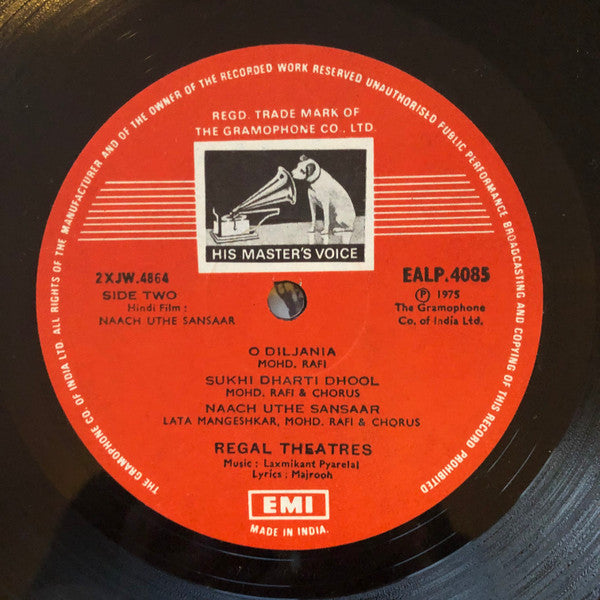 THE GRAMOPHONE CO. OF INDIA LTD. ALL RIGHTS OF THE MANUFACTURER AND OF THE OWNER OF THE RECORDED WORK RESERVED UNAUTHORISED PUBLIC PERFORMANCE BROADCASTING AND COPYING OF THIS RECORD PROHIBITED
REGD. TRADE MARK OF
THE GRAMOPHONE CO., LTD.
HIS MASTER'S VOICE
2XJW.4864
SIDE TWO
Hindi Film :
NAACH UTHE SANSAAR
EALP.4085
Ⓟ 1975
The Gramophone
Co. of India Ltd.
O DILJANIA
MOHD. RAFI
SUKHI DHARTI DHOOL
MOHD. RAFI & CHORUS
NAACH UTHE SANSAAR
LATA MANGESHKAR, MOHD. RAFI & CHORUS
REGAL THEATRES
Music : Laxmikant Pyarelal
Lyrics : Majrooh
EMI
MADE IN INDIA.